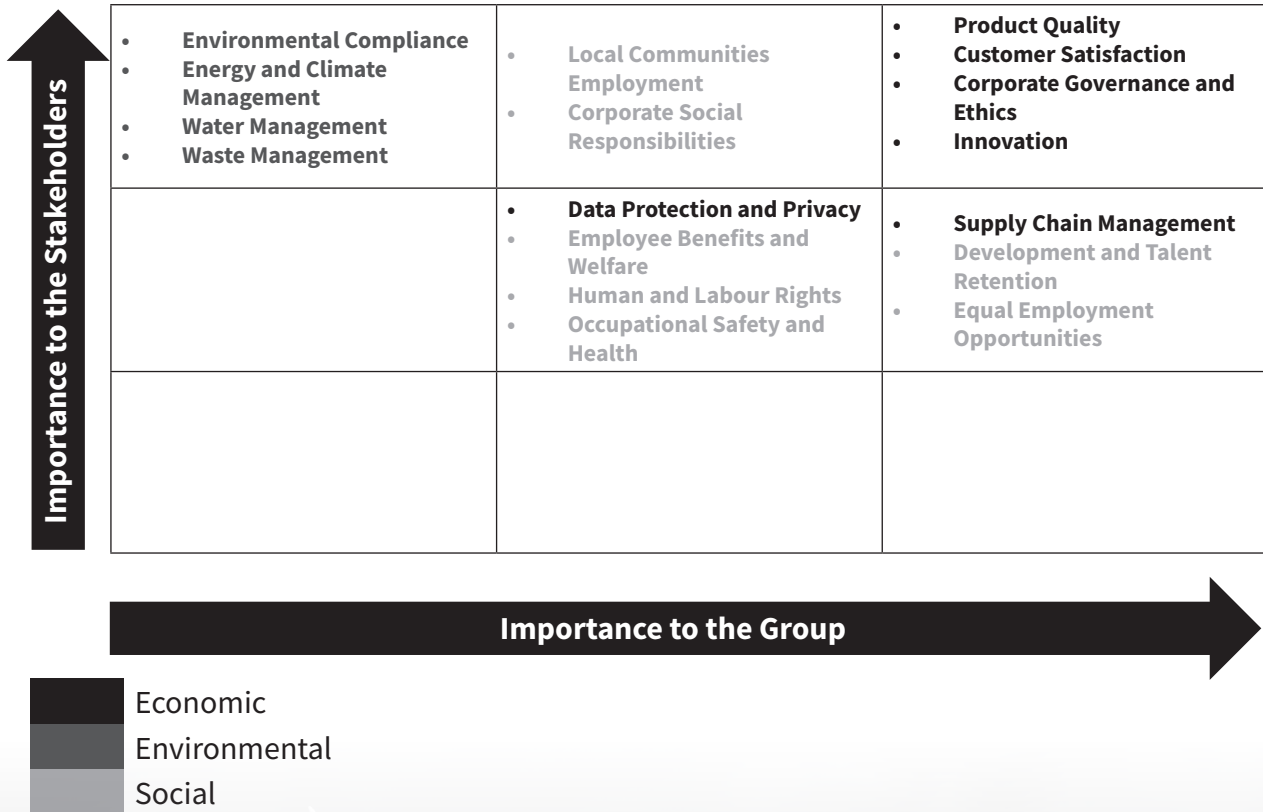 Importance to the Stakeholders
• Environmental Compliance
• Energy and Climate
Management
• Water Management
• Waste Management
• Local Communities
Employment
• Corporate Social
Responsibilities
• Product Quality
• Customer Satisfaction
• Corporate Governance and
Ethics
• Innovation
• Data Protection and Privacy
• Employee Benefits and
Welfare
• Human and Labour Rights
• Occupational Safety and
Health
• Supply Chain Management
• Development and Talent
Retention
• Equal Employment
Opportunities
Importance to the Group
Economic
Environmental
Social